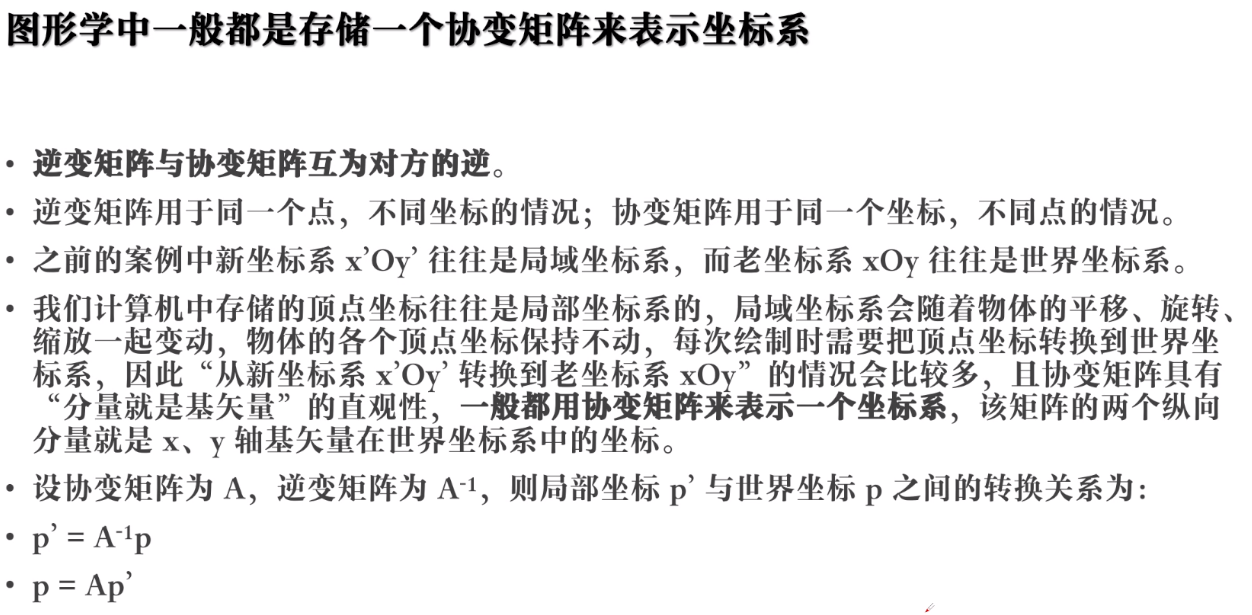 图形学中一般都是存储一个协变矩阵来表示坐标系
• 逆变矩阵与协变矩阵互为对方的逆。
• 逆变矩阵用于同一个点，不同坐标的情况；协变矩阵用于同一个坐标，不同点的情况。
• 之前的案例中新坐标系 x’Oy’ 往往是局域坐标系，而老坐标系 xOy 往往是世界坐标系。
• 我们计算机中存储的顶点坐标往往是局部坐标系的，局域坐标系会随着物体的平移、旋转、
缩放一起变动，物体的各个顶点坐标保持不动，每次绘制时需要把顶点坐标转换到世界坐
标系，因此“从新坐标系 x’Oy’ 转换到老坐标系 xOy”的情况会比较多，且协变矩阵具有
“分量就是基矢量”的直观性，一般都用协变矩阵来表示一个坐标系，该矩阵的两个纵向
分量就是 x、y 轴基矢量在世界坐标系中的坐标。
• 设协变矩阵为 A，逆变矩阵为 A⁻¹，则局部坐标 p’ 与世界坐标 p 之间的转换关系为：
• p’ = A⁻¹p
• p = Ap’